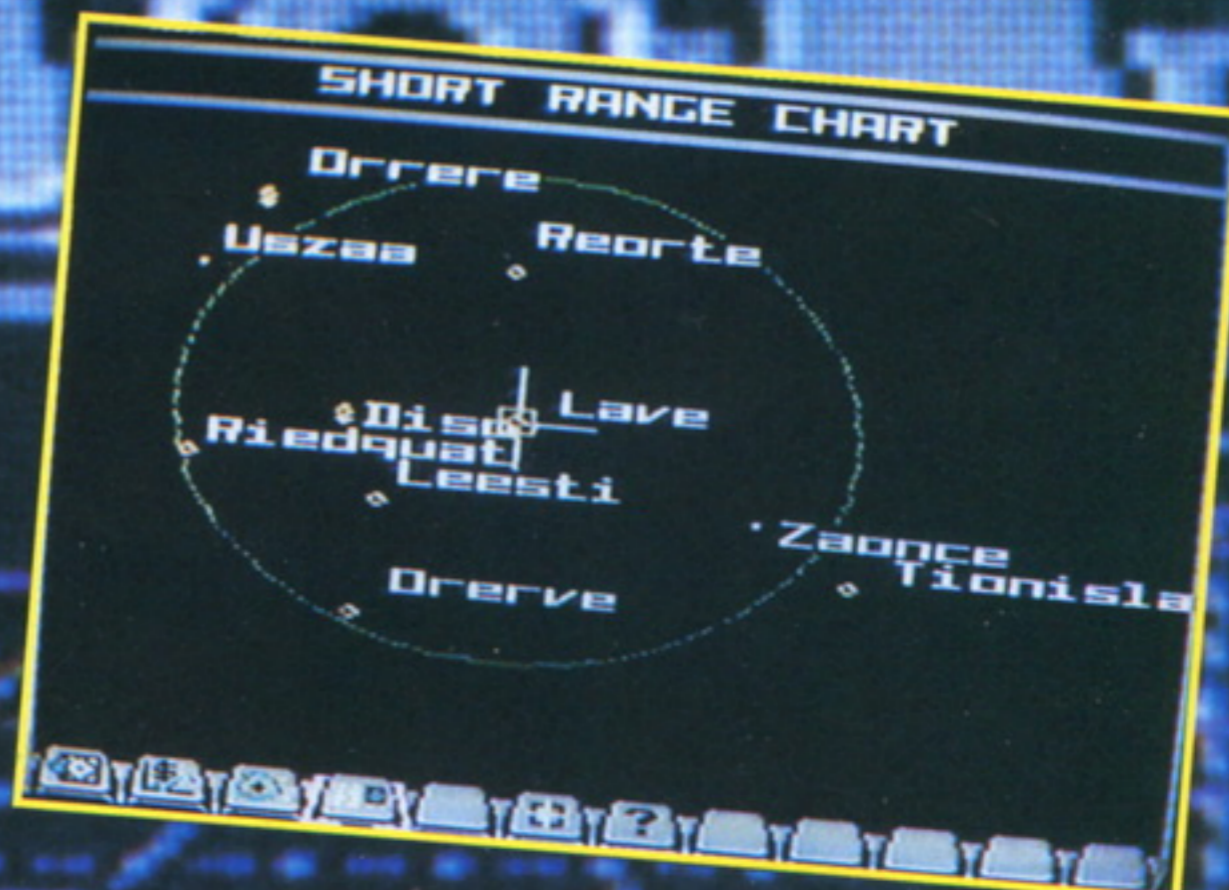 SHORT RANGE CHART
Orrere
Uszaa
Reorte
Lave
Diso
Riedquat
Leesti
Zaonce
Tionisla
Orerve
?